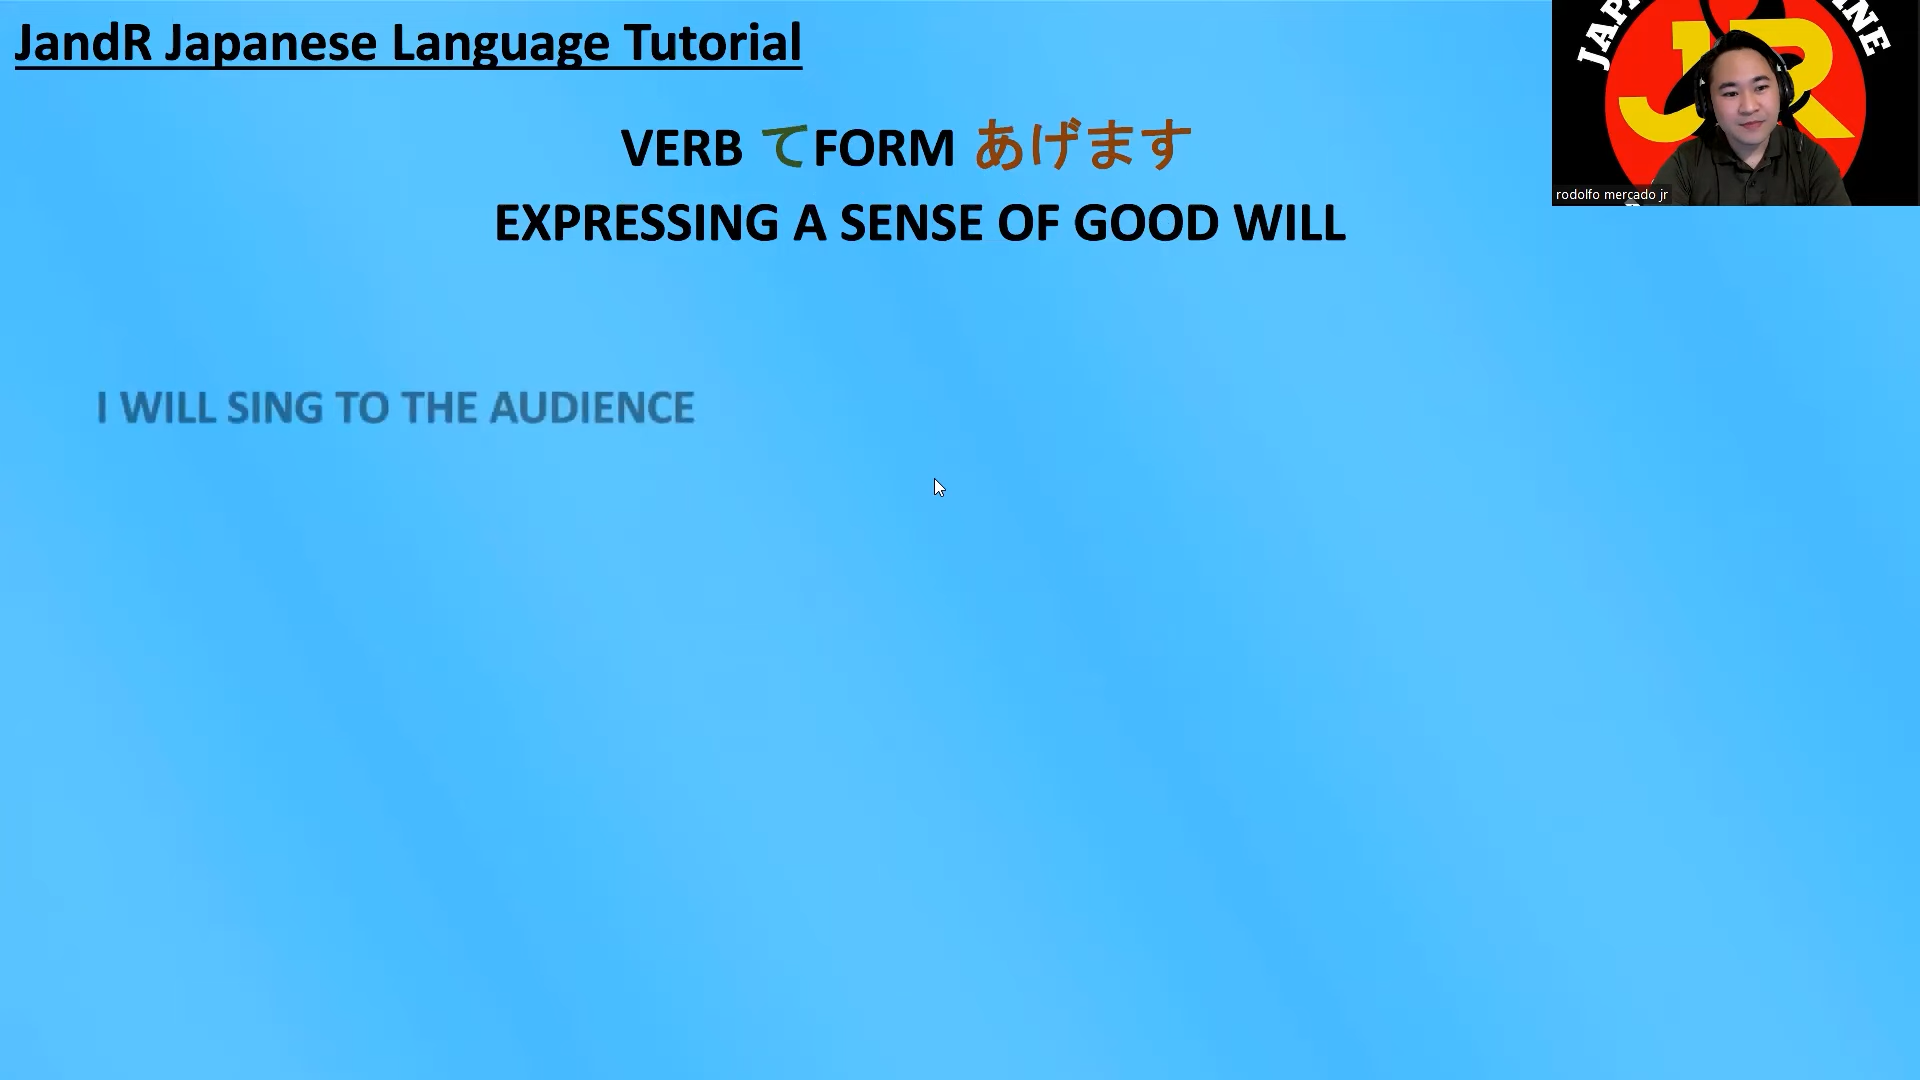 JandR Japanese Language Tutorial
VERB てFORM あげます
EXPRESSING A SENSE OF GOOD WILL
I WILL SING TO THE AUDIENCE
JR
rodolfo mercado jr